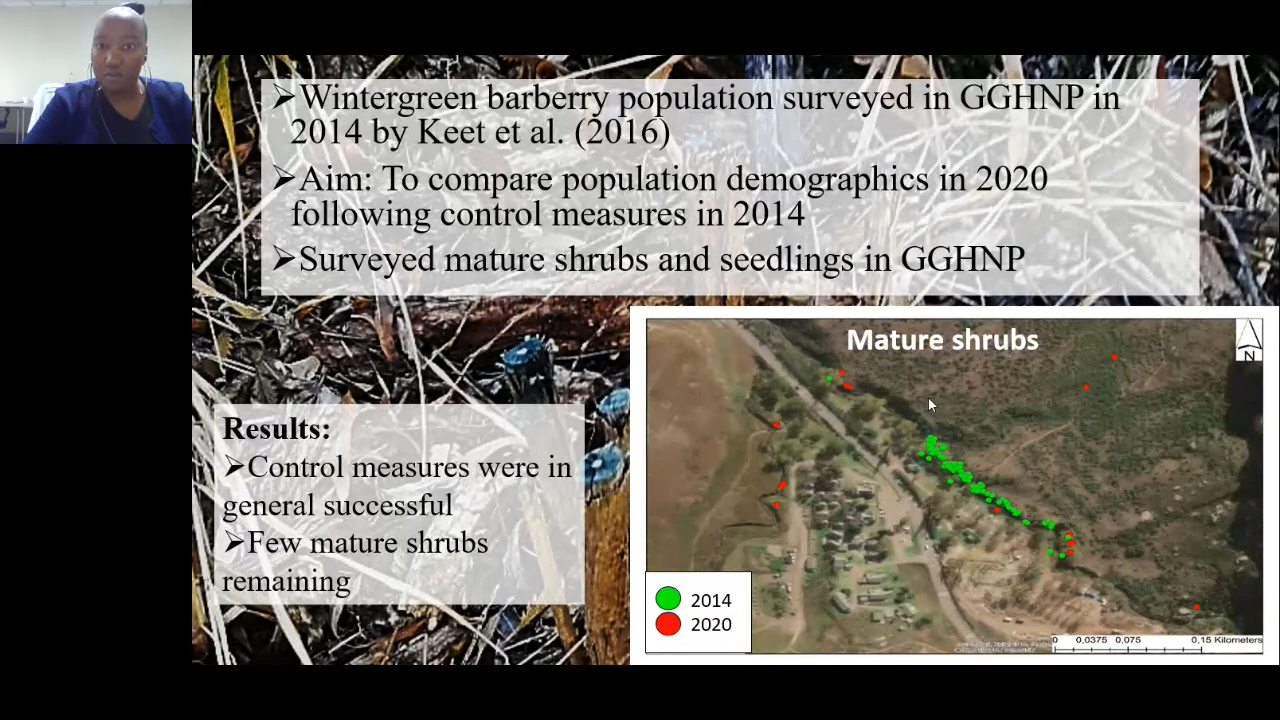 ➢Wintergreen barberry population surveyed in GGHNP in
2014 by Keet et al. (2016)
➢Aim: To compare population demographics in 2020
following control measures in 2014
➢Surveyed mature shrubs and seedlings in GGHNP
Results:
➢Control measures were in
general successful
➢Few mature shrubs
remaining
Mature shrubs
N
2014
2020
0 0,0375 0,075 0,15 Kilometers